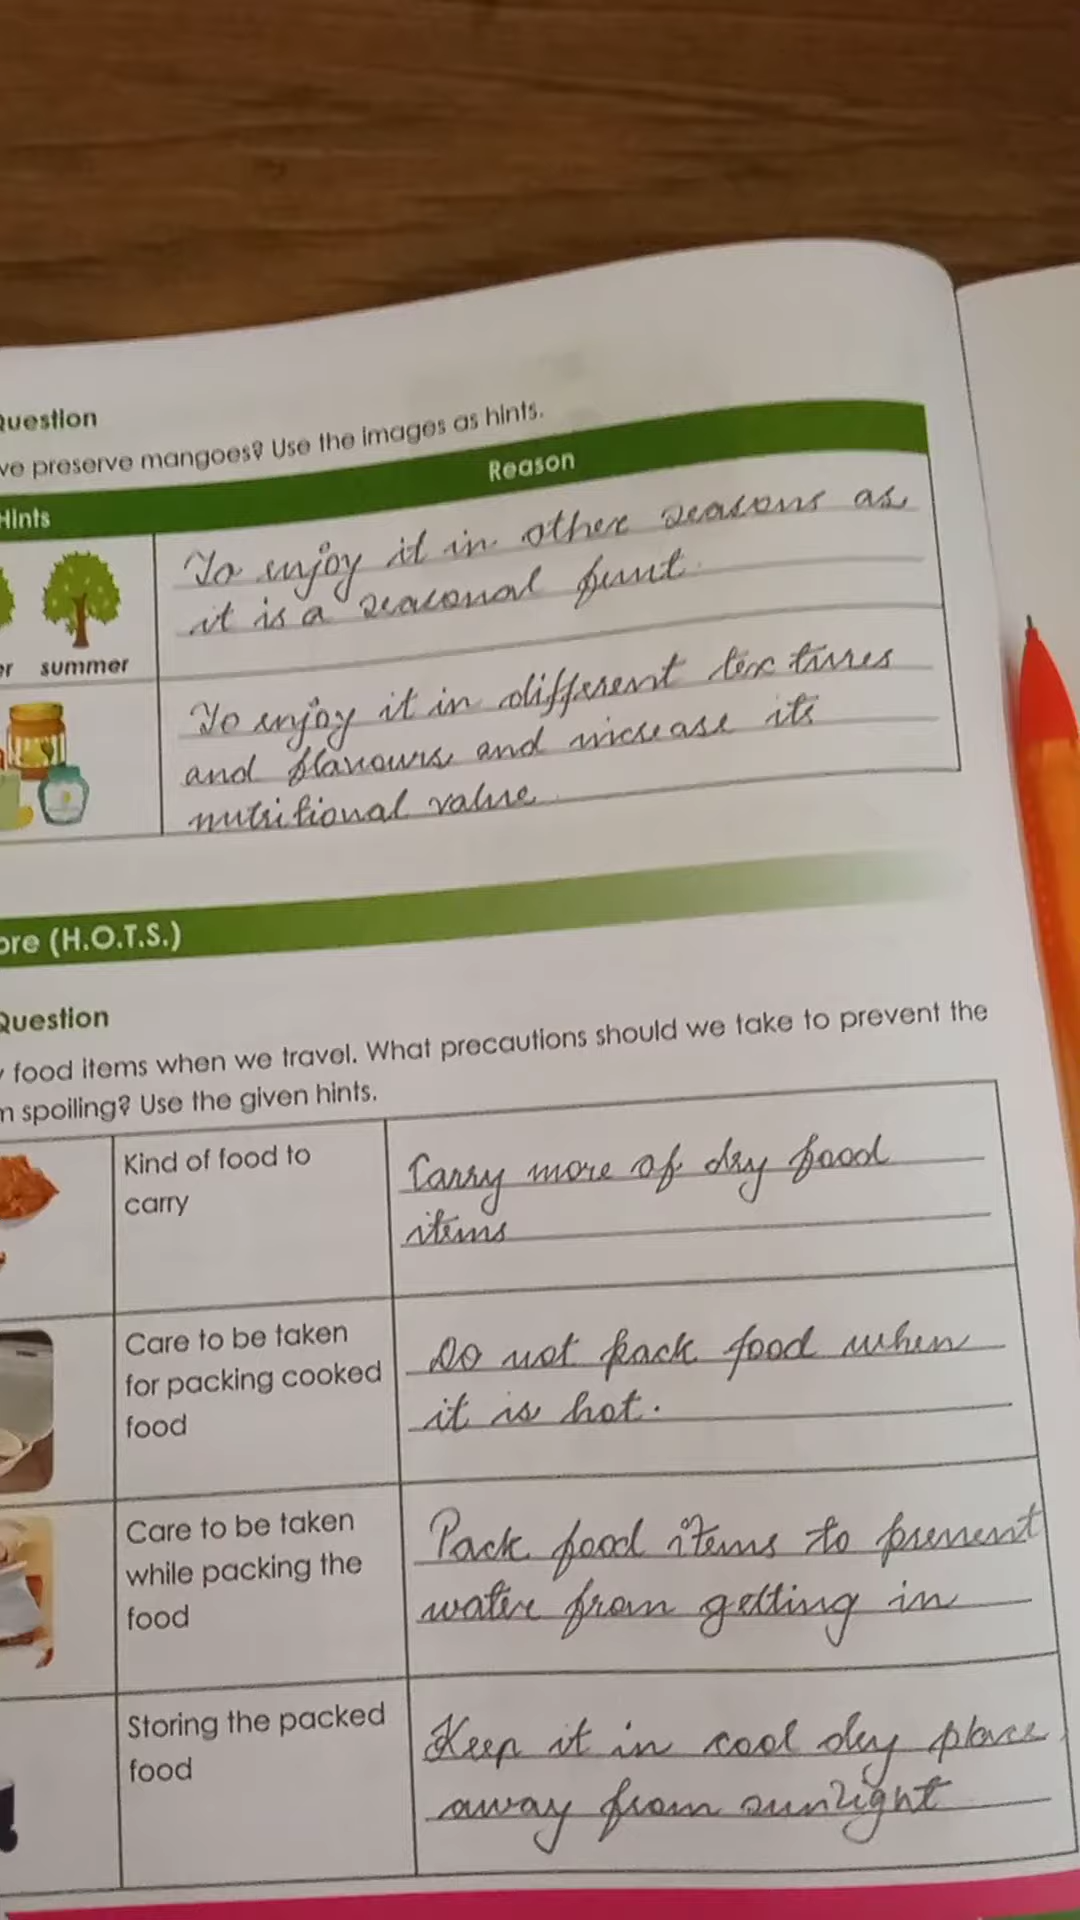 Question
ve preserve mangoes? Use the images as hints.
Hints
Reason
er summer
To enjoy it in other seasons as
it is a seasonal fruit
To enjoy it in different textures
and flavours and increase its
nutritional value
ore (H.O.T.S.)
Question
y food items when we travel. What precautions should we take to prevent the
m spoiling? Use the given hints.
Kind of food to
carry
Carry more of dry food
items
Care to be taken
for packing cooked
food
Do not pack food when
it is hot.
Care to be taken
while packing the
food
Pack food items to prevent
water from getting in
Storing the packed
food
Keep it in cool dry place
away from sunlight